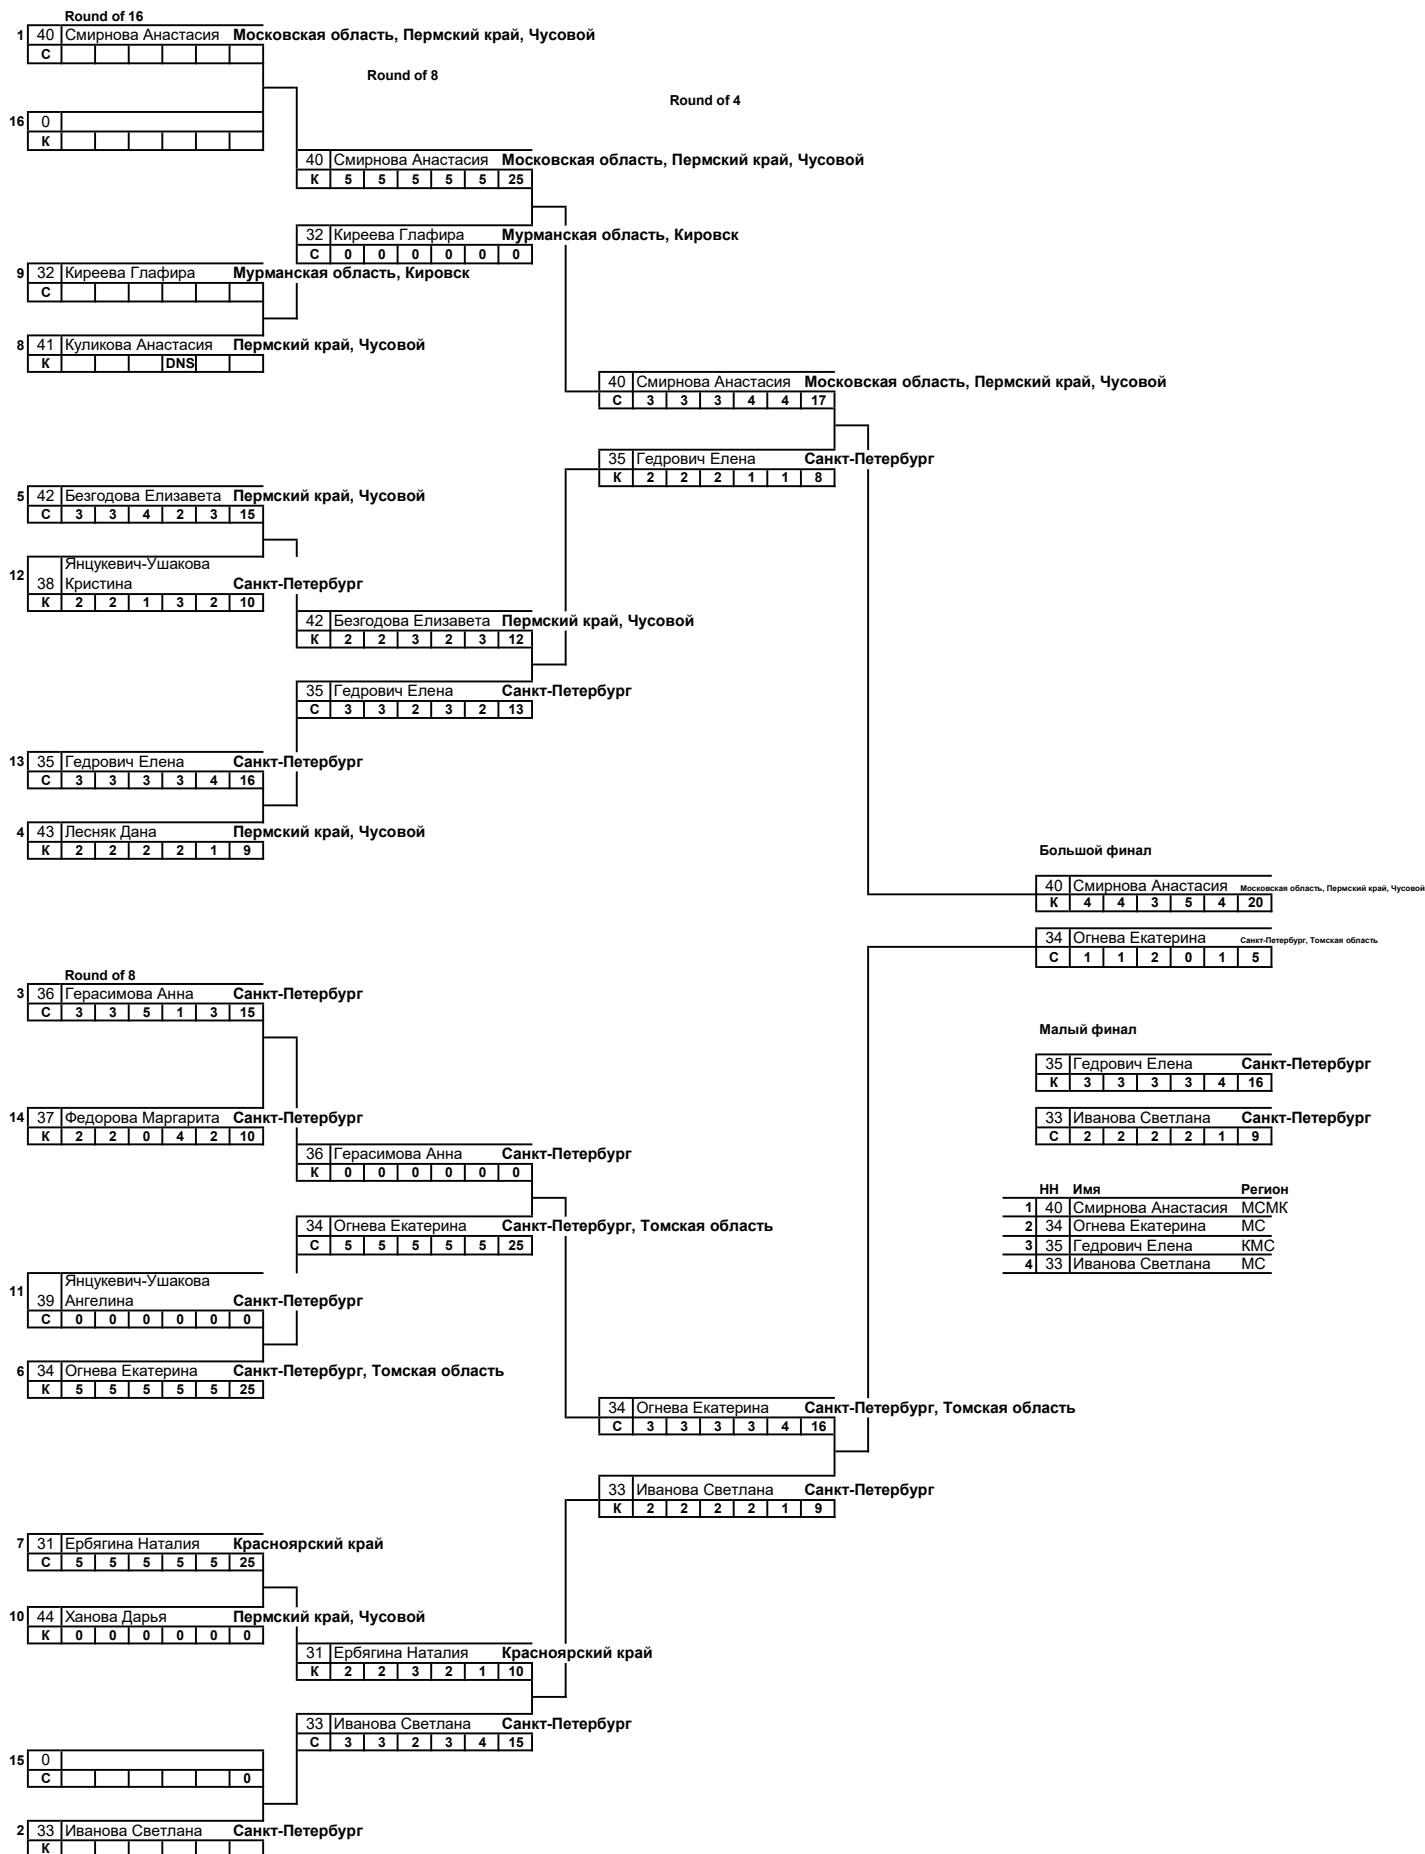 Round of 16
1 40 Смирнова Анастасия Московская область, Пермский край, Чусовой
С
Round of 8
Round of 4
16 0
К
40 Смирнова Анастасия Московская область, Пермский край, Чусовой
К 5 5 5 5 5 25
32 Киреева Глафира Мурманская область, Кировск
С 0 0 0 0 0 0
9 32 Киреева Глафира Мурманская область, Кировск
С
8 41 Куликова Анастасия Пермский край, Чусовой
К DNS
40 Смирнова Анастасия Московская область, Пермский край, Чусовой
С 3 3 3 4 4 17
35 Гедрович Елена Санкт-Петербург
К 2 2 2 1 1 8
5 42 Безгодова Елизавета Пермский край, Чусовой
С 3 3 4 2 3 15
Янцукевич-Ушакова
12 38 Кристина Санкт-Петербург
К 2 2 1 3 2 10
42 Безгодова Елизавета Пермский край, Чусовой
К 2 2 3 2 3 12
35 Гедрович Елена Санкт-Петербург
С 3 3 2 3 2 13
13 35 Гедрович Елена Санкт-Петербург
С 3 3 3 3 4 16
4 43 Лесняк Дана Пермский край, Чусовой
К 2 2 2 2 1 9
Большой финал
40 Смирнова Анастасия Московская область, Пермский край, Чусовой
К 4 4 3 5 4 20
34 Огнева Екатерина Санкт-Петербург, Томская область
С 1 1 2 0 1 5
Round of 8
3 36 Герасимова Анна Санкт-Петербург
С 3 3 5 1 3 15
Малый финал
35 Гедрович Елена Санкт-Петербург
К 3 3 3 3 4 16
14 37 Федорова Маргарита Санкт-Петербург
К 2 2 0 4 2 10
33 Иванова Светлана Санкт-Петербург
С 2 2 2 2 1 9
36 Герасимова Анна Санкт-Петербург
К 0 0 0 0 0 0
НН Имя Регион
1 40 Смирнова Анастасия МСМК
2 34 Огнева Екатерина МС
3 35 Гедрович Елена КМС
4 33 Иванова Светлана МС
34 Огнева Екатерина Санкт-Петербург, Томская область
С 5 5 5 5 5 25
Янцукевич-Ушакова
11 39 Ангелина Санкт-Петербург
С 0 0 0 0 0 0
6 34 Огнева Екатерина Санкт-Петербург, Томская область
К 5 5 5 5 5 25
34 Огнева Екатерина Санкт-Петербург, Томская область
С 3 3 3 3 4 16
33 Иванова Светлана Санкт-Петербург
К 2 2 2 2 1 9
7 31 Ербягина Наталия Красноярский край
С 5 5 5 5 5 25
10 44 Ханова Дарья Пермский край, Чусовой
К 0 0 0 0 0 0
31 Ербягина Наталия Красноярский край
К 2 2 3 2 1 10
33 Иванова Светлана Санкт-Петербург
С 3 3 2 3 4 15
15 0
С 0
2 33 Иванова Светлана Санкт-Петербург
К